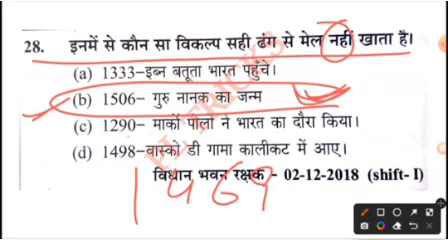 28. इनमें से कौन सा विकल्प सही ढंग से मेल नहीं खाता है।
(a) 1333–इब्न बतूता भारत पहुँचे।
(b) 1506– गुरु नानक का जन्म
(c) 1290– मार्को पोलो ने भारत का दौरा किया।
(d) 1498–वास्को डी गामा कालीकट में आए।
विधान भवन रक्षक - 02-12-2018 (shift- I)
1469